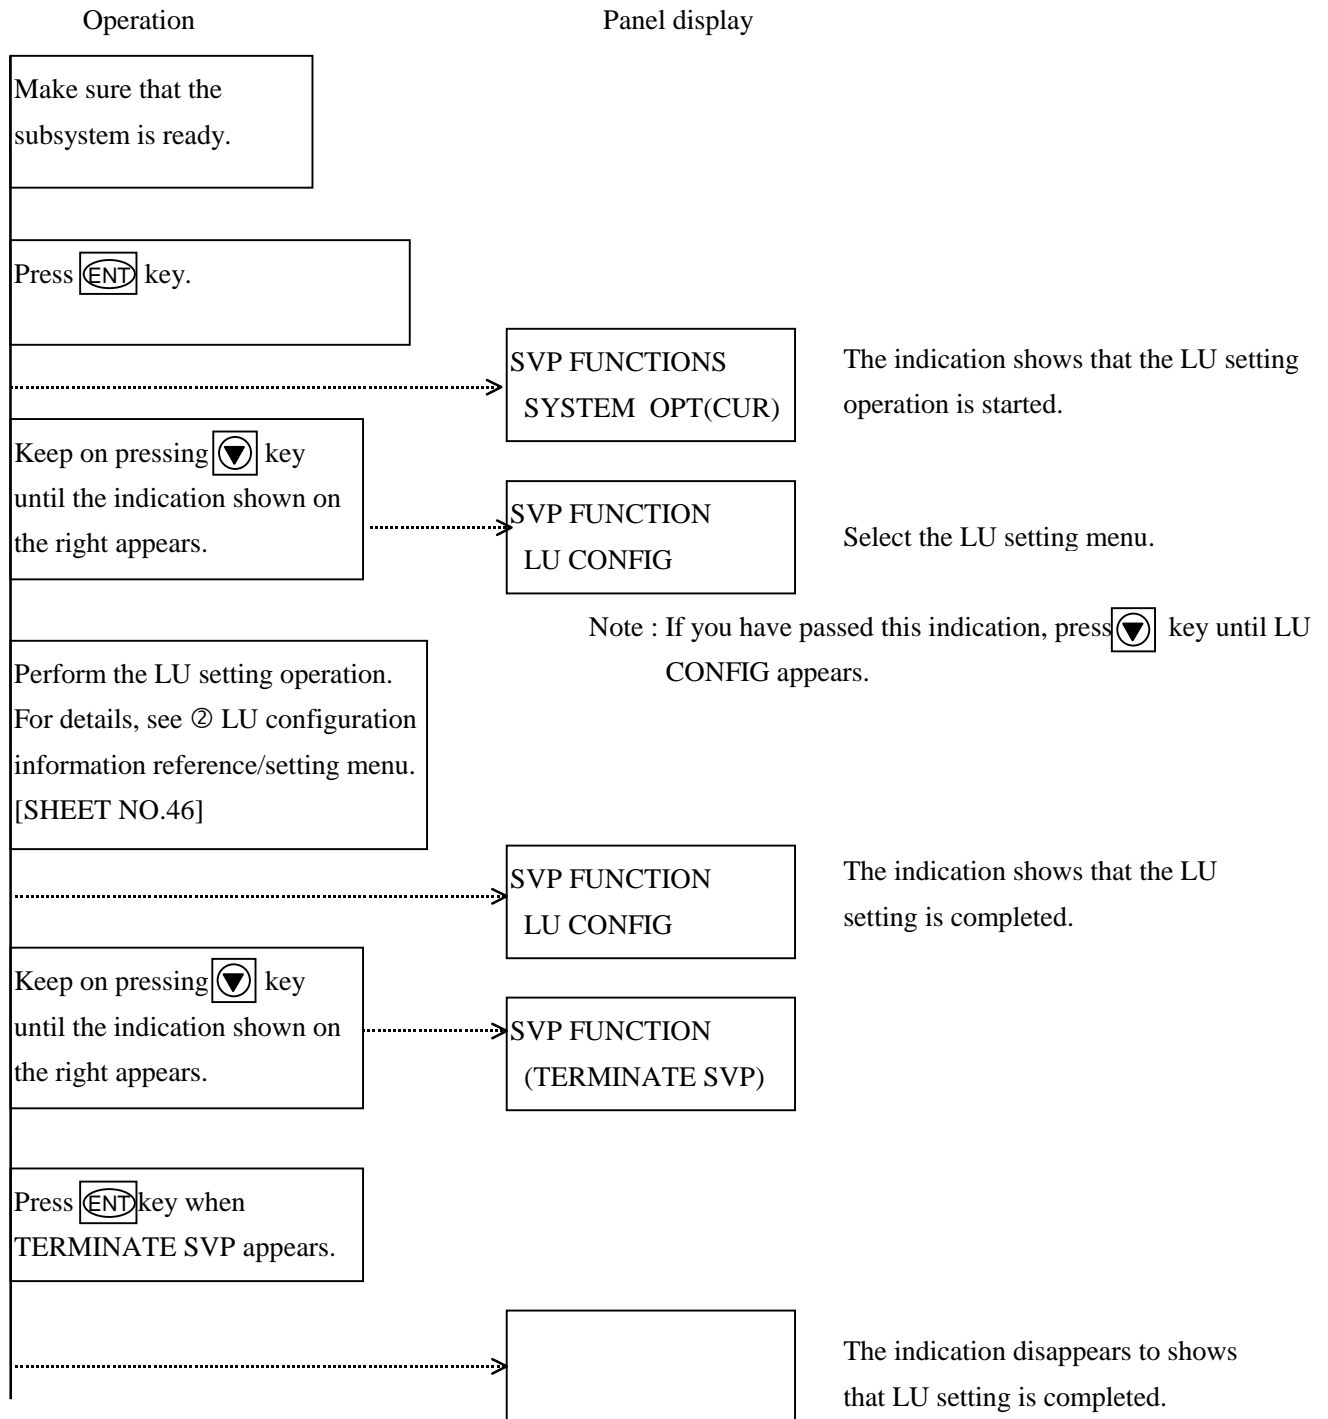 Operation
Panel display
Make sure that the
subsystem is ready.
Press ENT key.
SVP FUNCTIONS
SYSTEM OPT(CUR)
The indication shows that the LU setting
operation is started.
Keep on pressing ▼ key
until the indication shown on
the right appears.
SVP FUNCTION
LU CONFIG
Select the LU setting menu.
Note : If you have passed this indication, press ▼ key until LU
CONFIG appears.
Perform the LU setting operation.
For details, see ② LU configuration
information reference/setting menu.
[SHEET NO.46]
SVP FUNCTION
LU CONFIG
The indication shows that the LU
setting is completed.
Keep on pressing ▼ key
until the indication shown on
the right appears.
SVP FUNCTION
(TERMINATE SVP)
Press ENT key when
TERMINATE SVP appears.
The indication disappears to shows
that LU setting is completed.